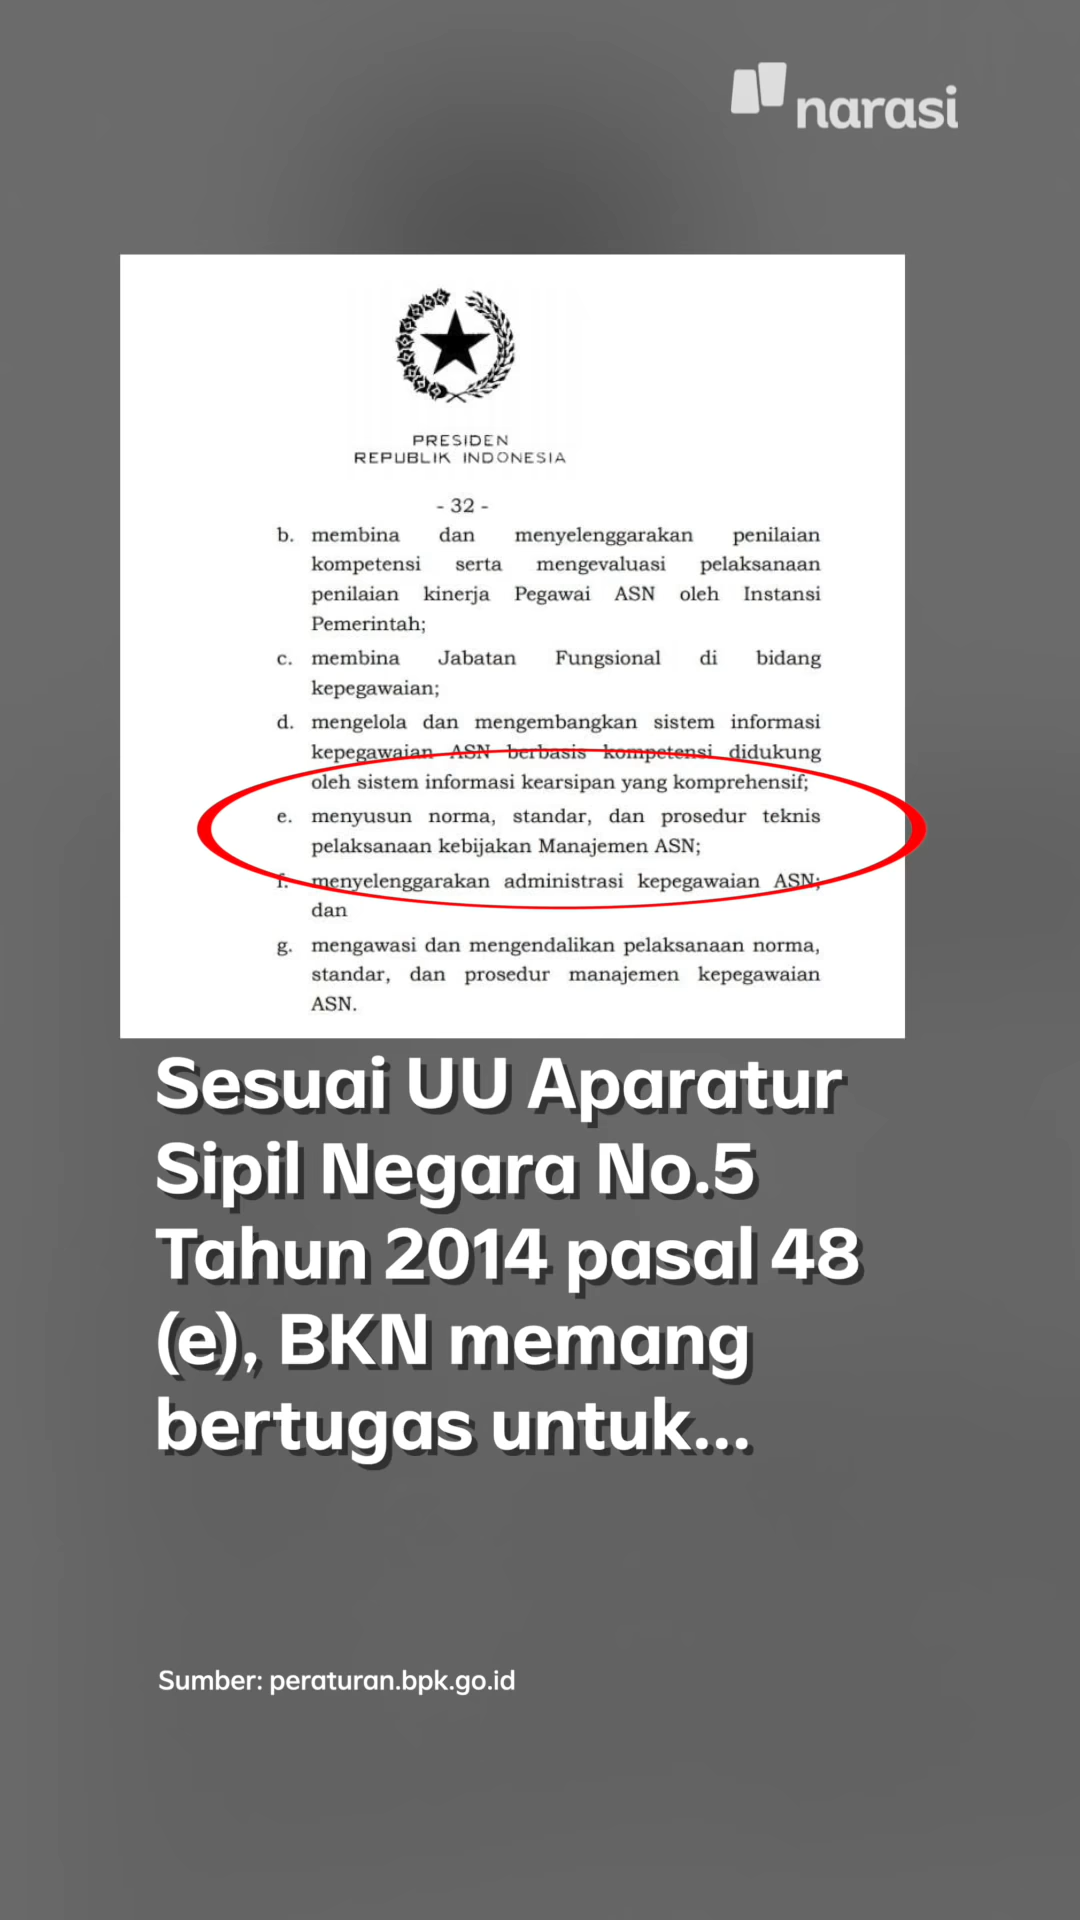 narasi
PRESIDEN
REPUBLIK INDONESIA
- 32 -
b. membina dan menyelenggarakan penilaian
kompetensi serta mengevaluasi pelaksanaan
penilaian kinerja Pegawai ASN oleh Instansi
Pemerintah;
c. membina Jabatan Fungsional di bidang
kepegawaian;
d. mengelola dan mengembangkan sistem informasi
kepegawaian ASN berbasis kompetensi didukung
oleh sistem informasi kearsipan yang komprehensif;
e. menyusun norma, standar, dan prosedur teknis
pelaksanaan kebijakan Manajemen ASN;
f. menyelenggarakan administrasi kepegawaian ASN;
dan
g. mengawasi dan mengendalikan pelaksanaan norma,
standar, dan prosedur manajemen kepegawaian
ASN.
Sesuai UU Aparatur
Sipil Negara No.5
Tahun 2014 pasal 48
(e), BKN memang
bertugas untuk...
Sumber: peraturan.bpk.go.id